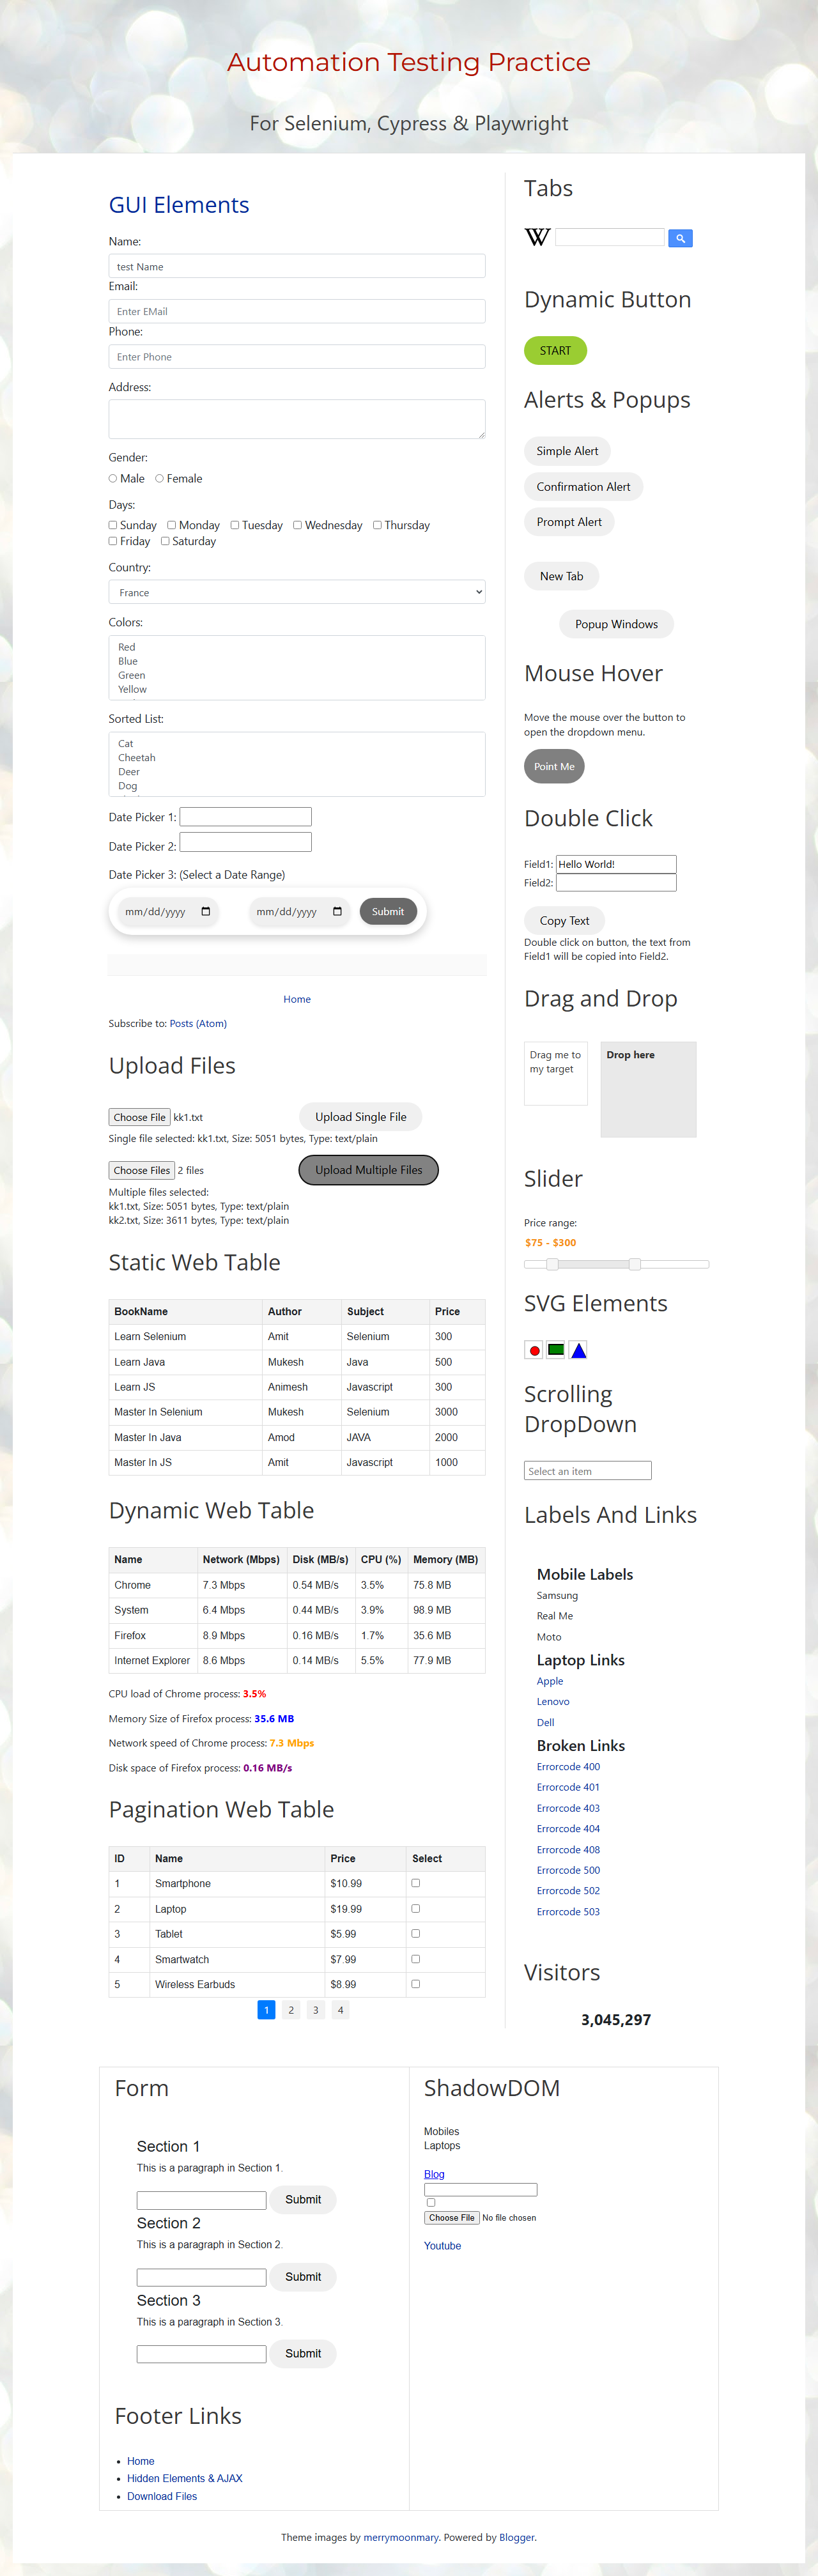 Automation Testing Practice
For Selenium, Cypress & Playwright
GUI Elements
Name:
test Name
Email:
Enter EMail
Phone:
Enter Phone
Address:
Gender:
Male Female
Days:
Sunday Monday Tuesday Wednesday Thursday
Friday Saturday
Country:
France
Colors:
Red
Blue
Green
Yellow
Sorted List:
Cat
Cheetah
Deer
Dog
Date Picker 1:
Date Picker 2:
Date Picker 3: (Select a Date Range)
mm/dd/yyyy mm/dd/yyyy Submit
Home
Subscribe to: Posts (Atom)
Upload Files
Choose File kk1.txt Upload Single File
Single file selected: kk1.txt, Size: 5051 bytes, Type: text/plain
Choose Files 2 files Upload Multiple Files
Multiple files selected:
kk1.txt, Size: 5051 bytes, Type: text/plain
kk2.txt, Size: 3611 bytes, Type: text/plain
Static Web Table
BookName Author Subject Price
Learn Selenium Amit Selenium 300
Learn Java Mukesh Java 500
Learn JS Animesh Javascript 300
Master In Selenium Mukesh Selenium 3000
Master In Java Amod JAVA 2000
Master In JS Amit Javascript 1000
Dynamic Web Table
Name Network (Mbps) Disk (MB/s) CPU (%) Memory (MB)
Chrome 7.3 Mbps 0.54 MB/s 3.5% 75.8 MB
System 6.4 Mbps 0.44 MB/s 3.9% 98.9 MB
Firefox 8.9 Mbps 0.16 MB/s 1.7% 35.6 MB
Internet Explorer 8.6 Mbps 0.14 MB/s 5.5% 77.9 MB
CPU load of Chrome process: 3.5%
Memory Size of Firefox process: 35.6 MB
Network speed of Chrome process: 7.3 Mbps
Disk space of Firefox process: 0.16 MB/s
Pagination Web Table
ID Name Price Select
1 Smartphone $10.99
2 Laptop $19.99
3 Tablet $5.99
4 Smartwatch $7.99
5 Wireless Earbuds $8.99
1 2 3 4
Tabs
W
Dynamic Button
START
Alerts & Popups
Simple Alert
Confirmation Alert
Prompt Alert
New Tab
Popup Windows
Mouse Hover
Move the mouse over the button to
open the dropdown menu.
Point Me
Double Click
Field1: Hello World!
Field2:
Copy Text
Double click on button, the text from
Field1 will be copied into Field2.
Drag and Drop
Drag me to
my target
Drop here
Slider
Price range:
$75 - $300
SVG Elements
Scrolling
DropDown
Select an item
Labels And Links
Mobile Labels
Samsung
Real Me
Moto
Laptop Links
Apple
Lenovo
Dell
Broken Links
Errorcode 400
Errorcode 401
Errorcode 403
Errorcode 404
Errorcode 408
Errorcode 500
Errorcode 502
Errorcode 503
Visitors
3,045,297
Form
Section 1
This is a paragraph in Section 1.
Submit
Section 2
This is a paragraph in Section 2.
Submit
Section 3
This is a paragraph in Section 3.
Submit
Footer Links
Home
Hidden Elements & AJAX
Download Files
ShadowDOM
Mobiles
Laptops
Blog
Choose File No file chosen
Youtube
Theme images by merrymoonmary. Powered by Blogger.